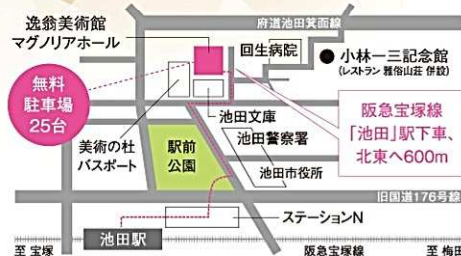 逸翁美術館
マグノリアホール
府道池田箕面線
回生病院
小林一三記念館
(レストラン 雅俗山荘 併設)
無料
駐車場
25台
池田文庫
美術の杜
バスポート
駅前
公園
池田警察署
池田市役所
阪急宝塚線
「池田」駅下車、
北東へ600m
旧国道176号線
ステーションN
池田駅
至 宝塚
阪急宝塚線
至 梅田